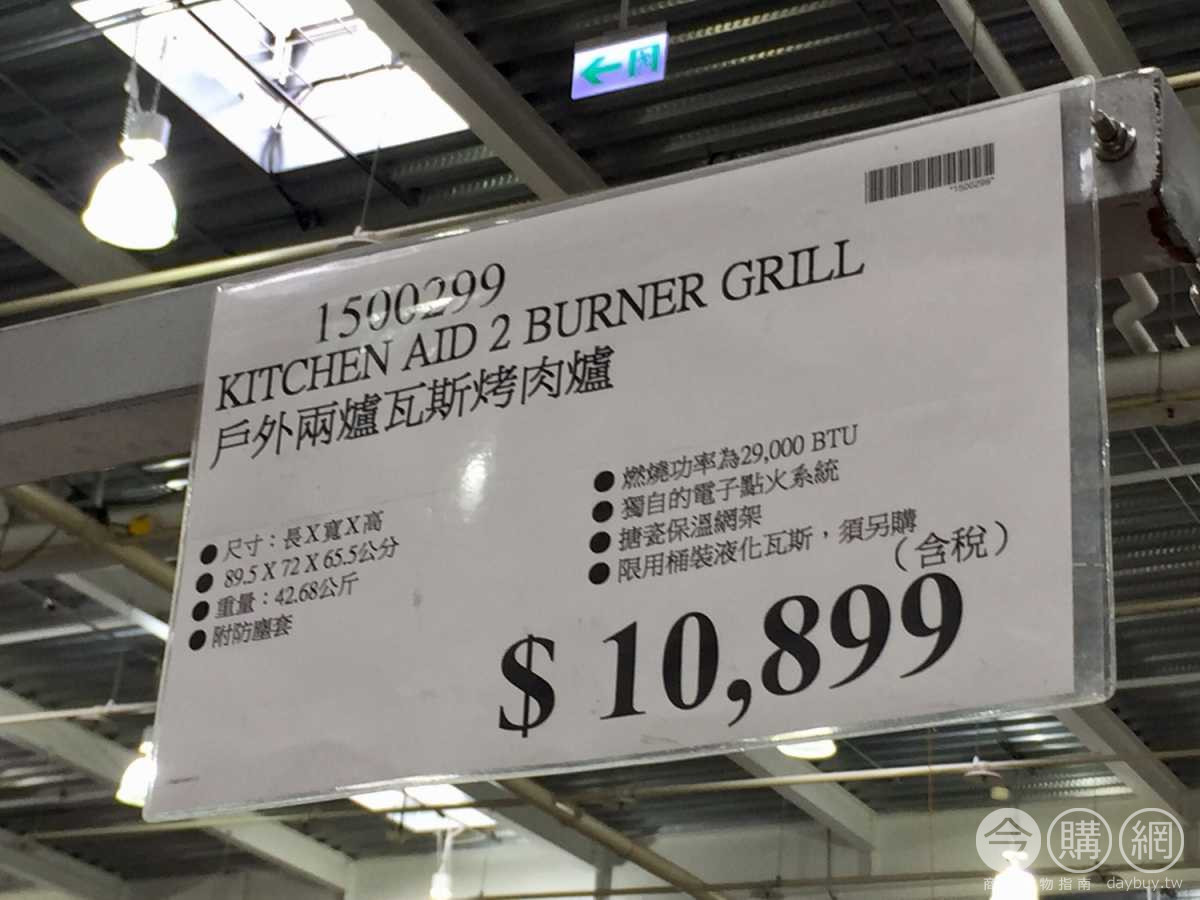 *1500299*
1500299
KITCHEN AID 2 BURNER GRILL
戶外兩爐瓦斯烤肉爐
●尺寸：長X寬X高
●89.5 X 72 X 65.5公分
●重量：42.68公斤
●附防塵套
●燃燒功率為29,000 BTU
●獨自的電子點火系統
●搪瓷保溫網架
●限用桶裝液化瓦斯，須另購
（含稅）
$ 10,899
今購網
物指南 daybuy.tw